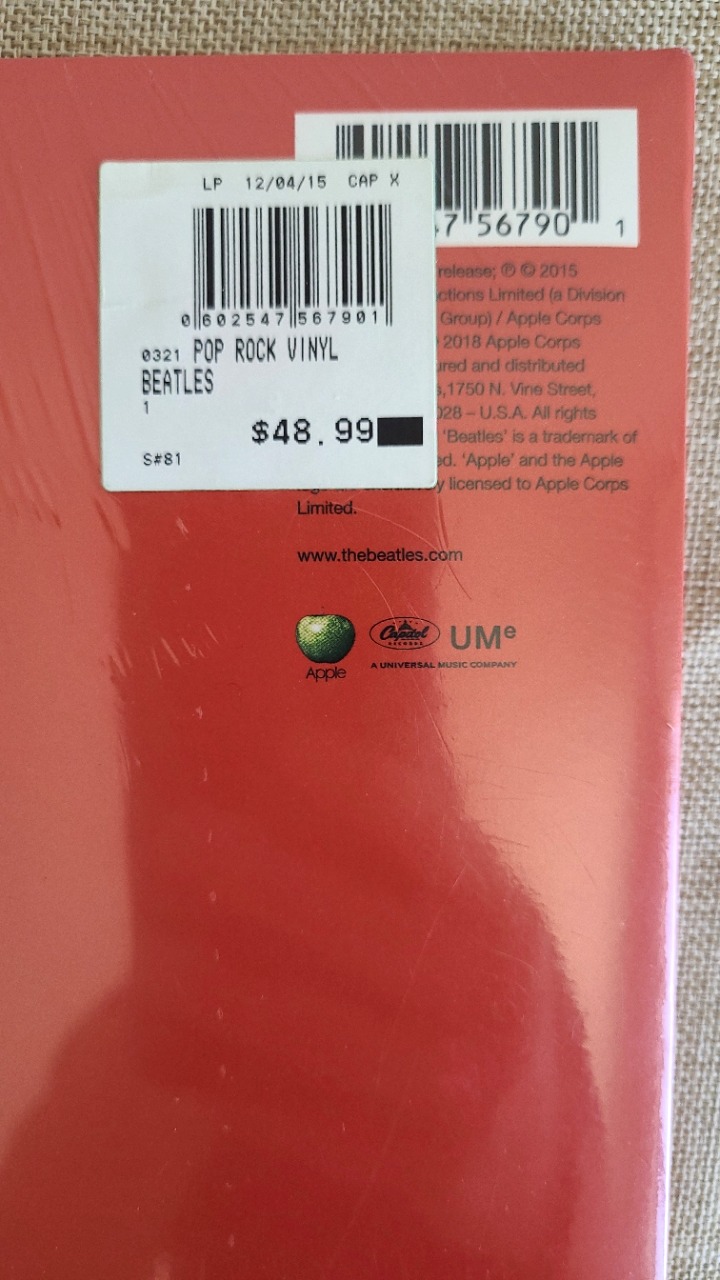 LP 12/04/15 CAP X
0 602547 567901
0321 POP ROCK VINYL
BEATLES
1
$48.99
S#81
7 56790 1
release; ℗ © 2015
ctions Limited (a Division
Group) / Apple Corps
2018 Apple Corps
ured and distributed
,1750 N. Vine Street,
028 – U.S.A. All rights
'Beatles' is a trademark of
ed. 'Apple' and the Apple
y licensed to Apple Corps
Limited.
www.thebeatles.com
Apple
Capitol
RECORDS
UMe
A UNIVERSAL MUSIC COMPANY